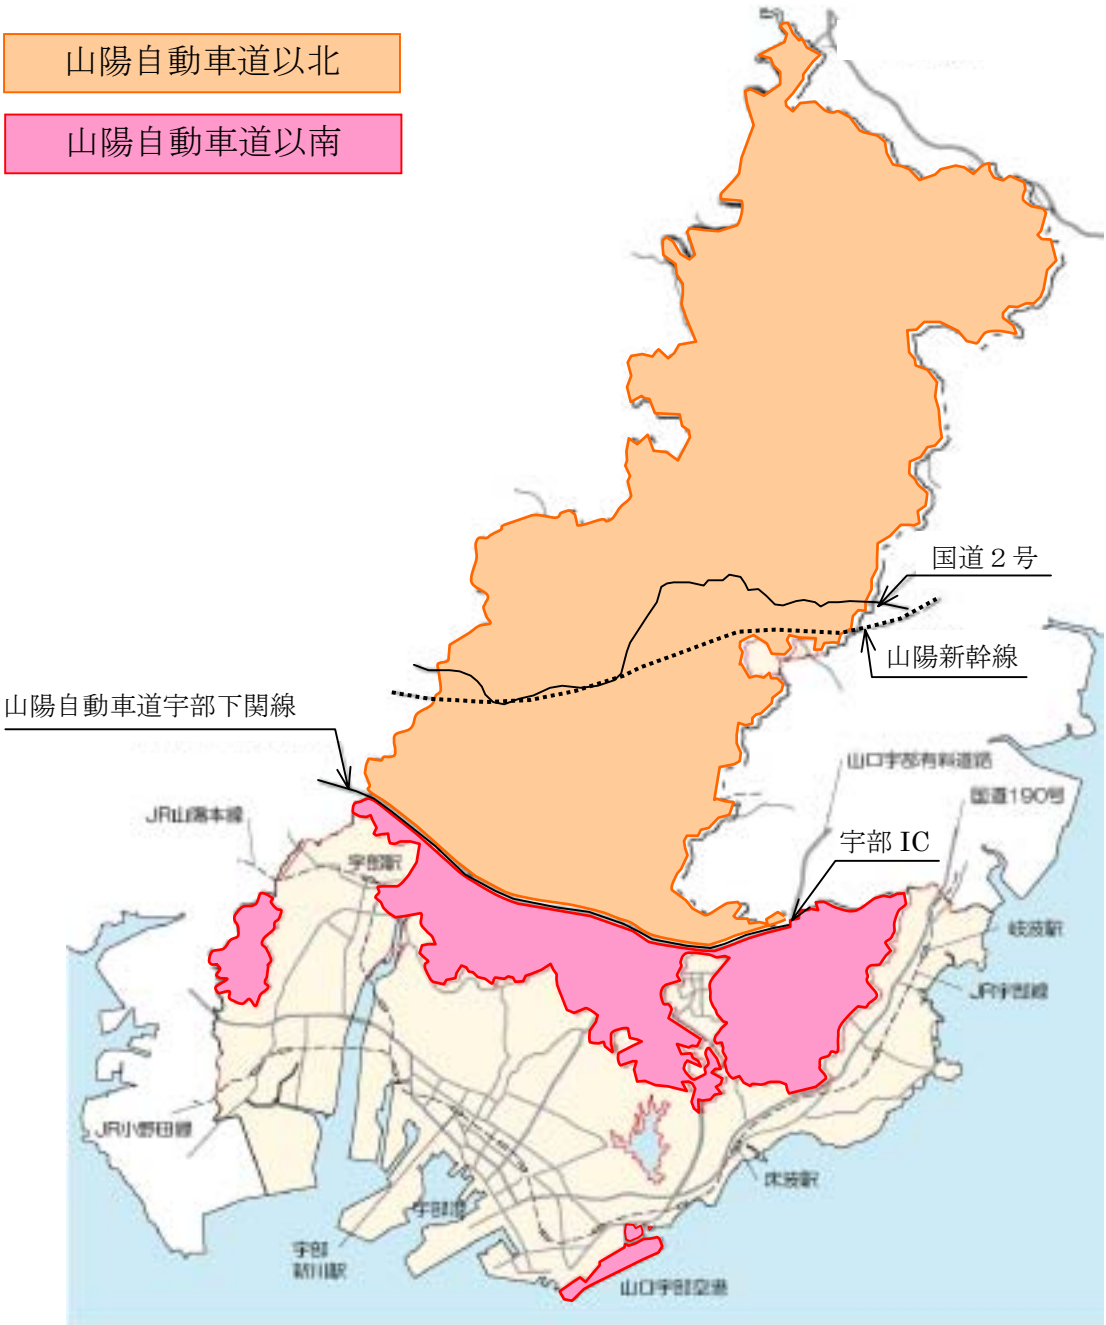 山陽自動車道以北
山陽自動車道以南
国道２号
山陽新幹線
山陽自動車道宇部下関線
山口宇部有料道路
国道190号
JR山陽本線
宇部駅
宇部 IC
岐波駅
JR宇部線
JR小野田線
床波駅
宇部港
宇部
新川駅
山口宇部空港